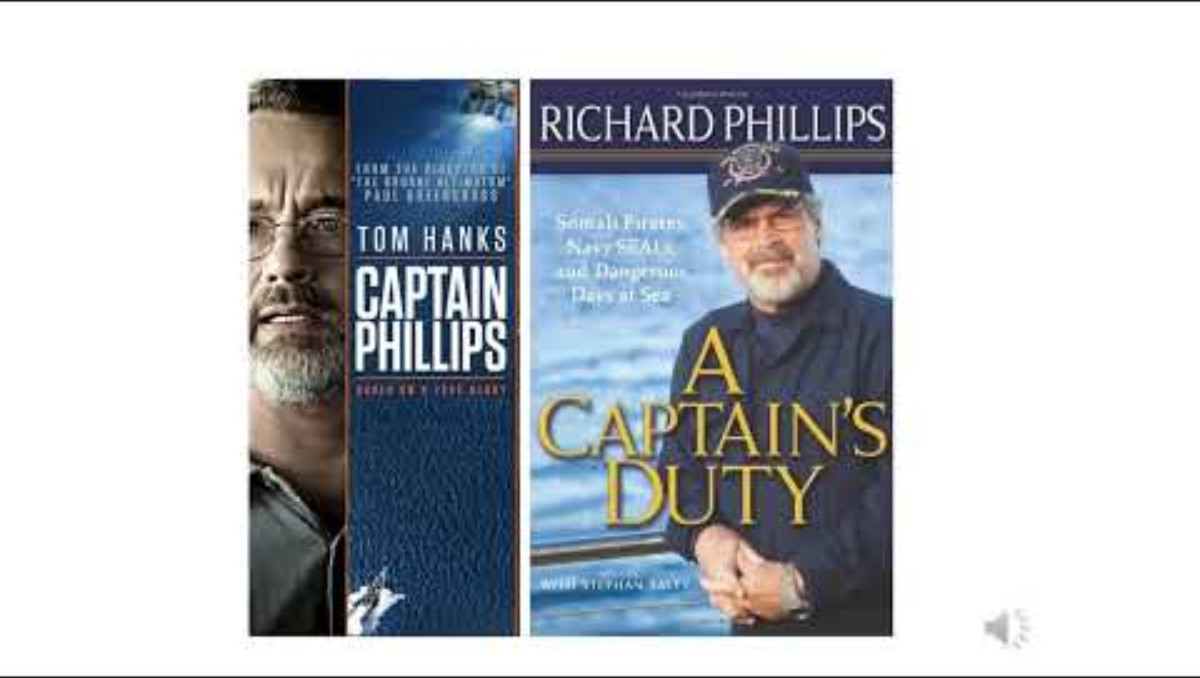 FROM THE DIRECTOR OF
"THE BOURNE ULTIMATUM"
PAUL GREENGRASS
TOM HANKS
CAPTAIN
PHILLIPS
BASED ON A TRUE STORY
RICHARD PHILLIPS
Somali Pirates,
Navy SEALs,
and Dangerous
Days at Sea
A
CAPTAIN'S
DUTY
WITH STEPHAN TALTY